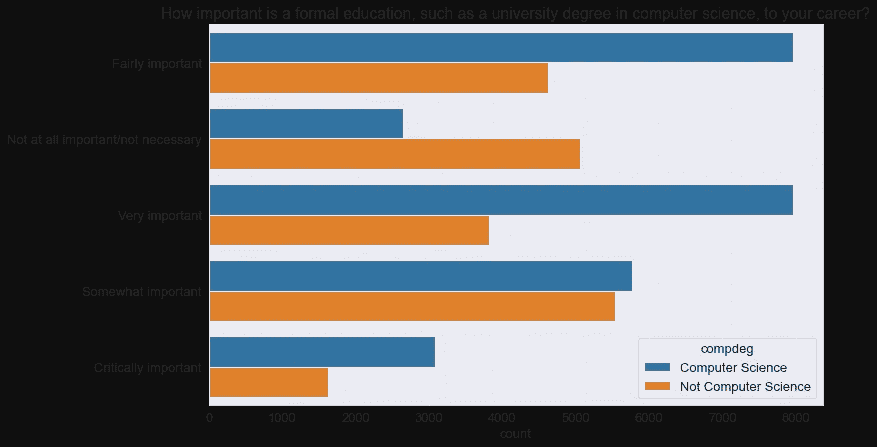 How important is a formal education, such as a university degree in computer science, to your career?
Fairly important
Not at all important/not necessary
Very important
Somewhat important
Critically important
compdeg
Computer Science
Not Computer Science
0 1000 2000 3000 4000 5000 6000 7000 8000
count